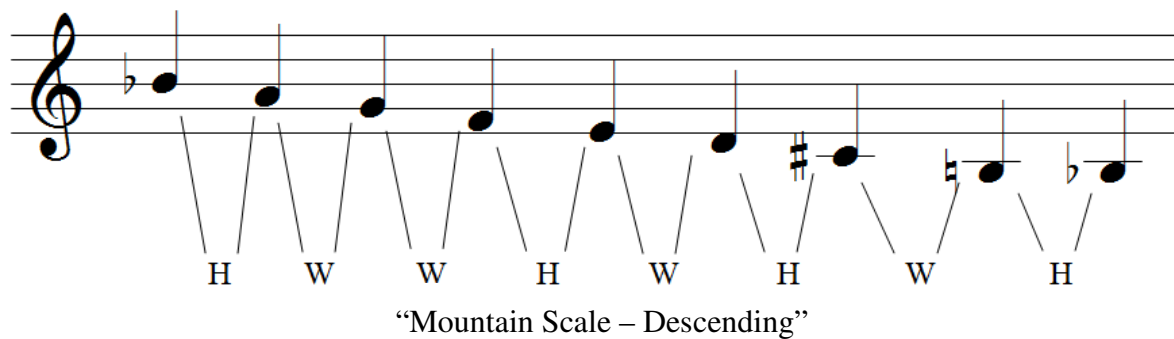 H W W H W H W H
“Mountain Scale – Descending”